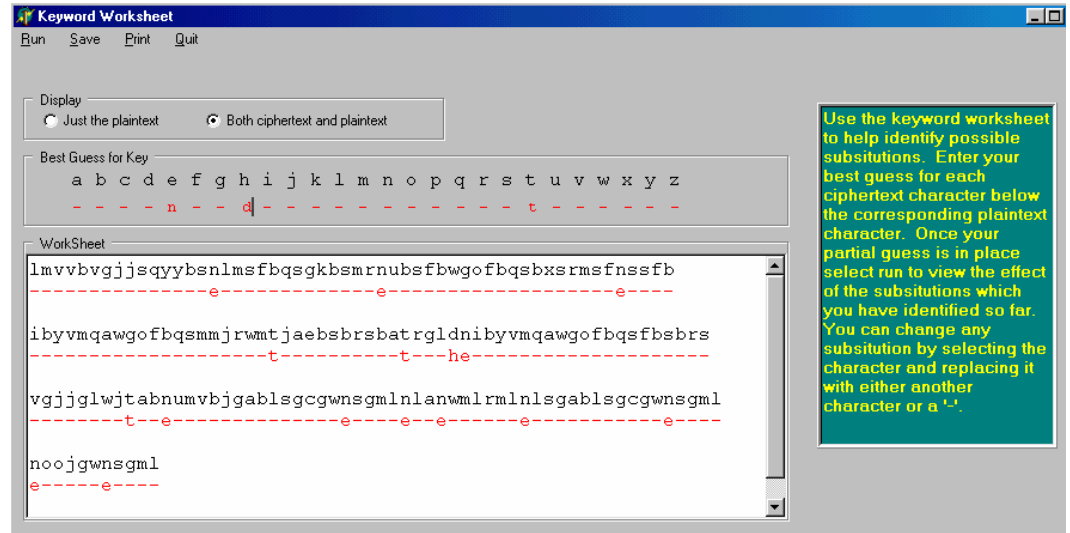 Keyword Worksheet
Run Save Print Quit
Display
Just the plaintext Both ciphertext and plaintext
Best Guess for Key
a b c d e f g h i j k l m n o p q r s t u v w x y z
- - - - n - - d - - - - - - - - - - - t - - - - - -
WorkSheet
lmvvbvgjjsqyybsnlmsfbqsgkbsmrnubsfbwgofbqsbxsrmsfnssfb
---------------e--------------e---------------------e----
ibyvmqawgofbqsmmjrwmtjaebsbrsbatrgldnibyvmqawgofbqsfbsbrs
--------------------t----------t---he--------------------
vgjjglwjtabnumvbjgablsgcgwnsgmlnlanwmlrmlnlsgablsgcgwnsgml
--------t--e---------------e----e--e------e-----------e----
noojgwnsgml
e-----e----
Use the keyword worksheet
to help identify possible
subsitutions. Enter your
best guess for each
ciphertext character below
the corresponding plaintext
character. Once your
partial guess is in place
select run to view the effect
of the subsitutions which
you have identified so far.
You can change any
subsitution by selecting the
character and replacing it
with either another
character or a '-'.